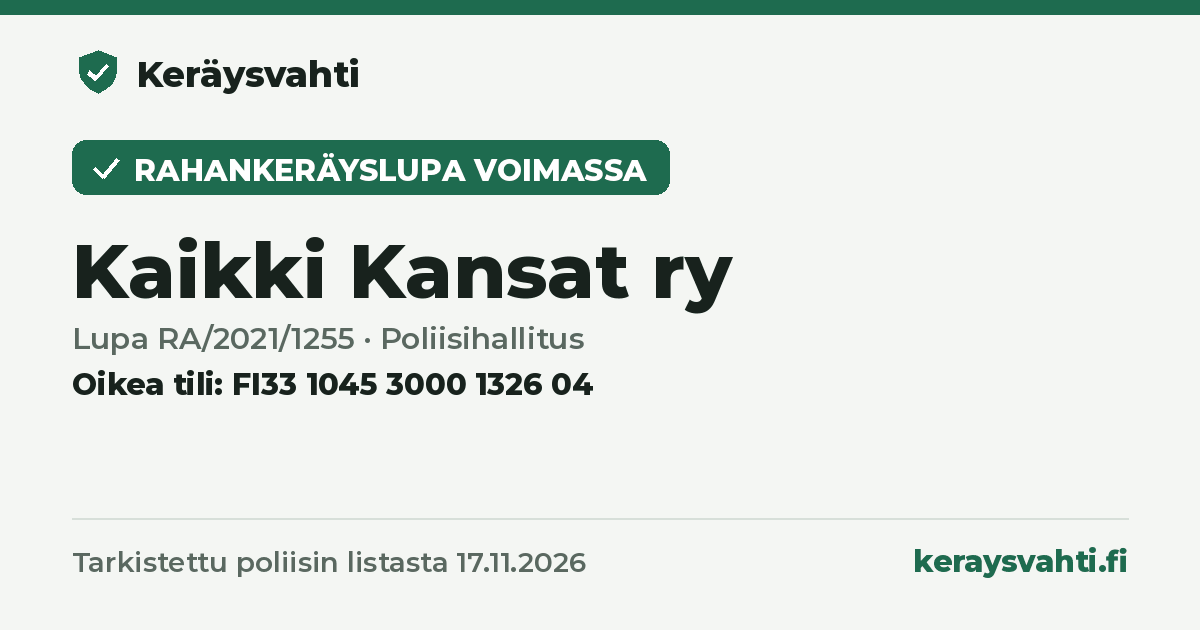 Keräysvahti
RAHANKERÄYSLUPA VOIMASSA
Kaikki Kansat ry
Lupa RA/2021/1255 · Poliisihallitus
Oikea tili: FI33 1045 3000 1326 04
Tarkistettu poliisin listasta 17.11.2026
keraysvahti.fi